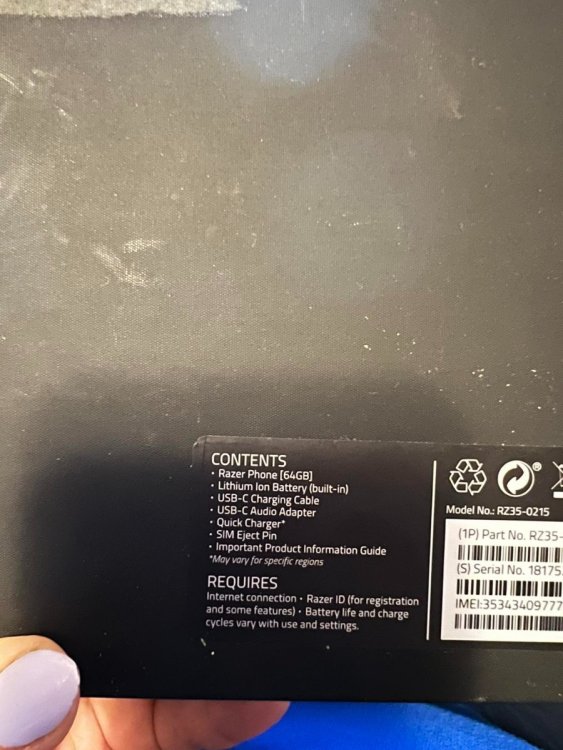 CONTENTS
· Razer Phone [64GB]
· Lithium Ion Battery (built-in)
· USB-C Charging Cable
· USB-C Audio Adapter
· Quick Charger*
· SIM Eject Pin
· Important Product Information Guide
*May vary for specific regions
REQUIRES
Internet connection · Razer ID (for registration
and some features) · Battery life and charge
cycles vary with use and settings.
®
Model No.: RZ35-0215
(1P) Part No. RZ35-
(S) Serial No. 18175
IMEI:35343409777